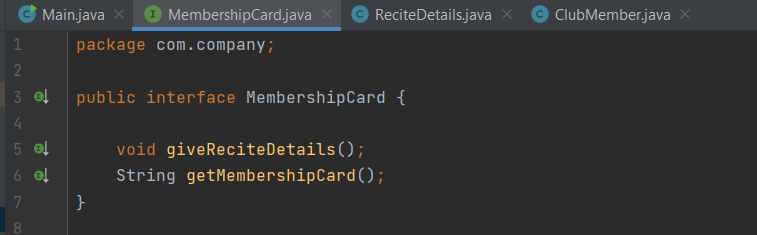 Main.java MembershipCard.java ReciteDetails.java ClubMember.java
1 package com.company;
2
3 public interface MembershipCard {
4
5 void giveReciteDetails();
6 String getMembershipCard();
7 }
8